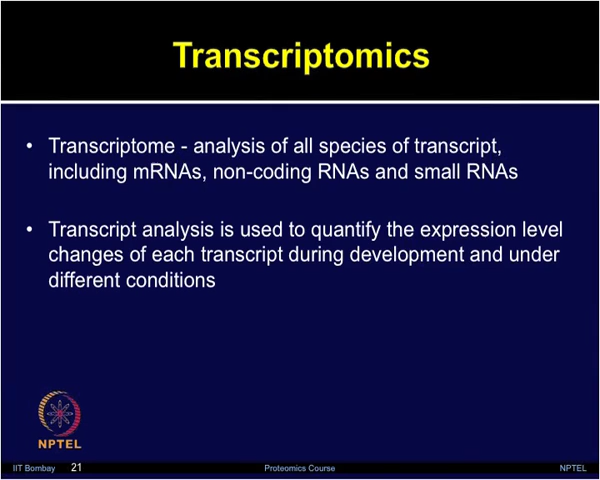 Transcriptomics
• Transcriptome - analysis of all species of transcript,
including mRNAs, non-coding RNAs and small RNAs
• Transcript analysis is used to quantify the expression level
changes of each transcript during development and under
different conditions
NPTEL
IIT Bombay 21 Proteomics Course NPTEL